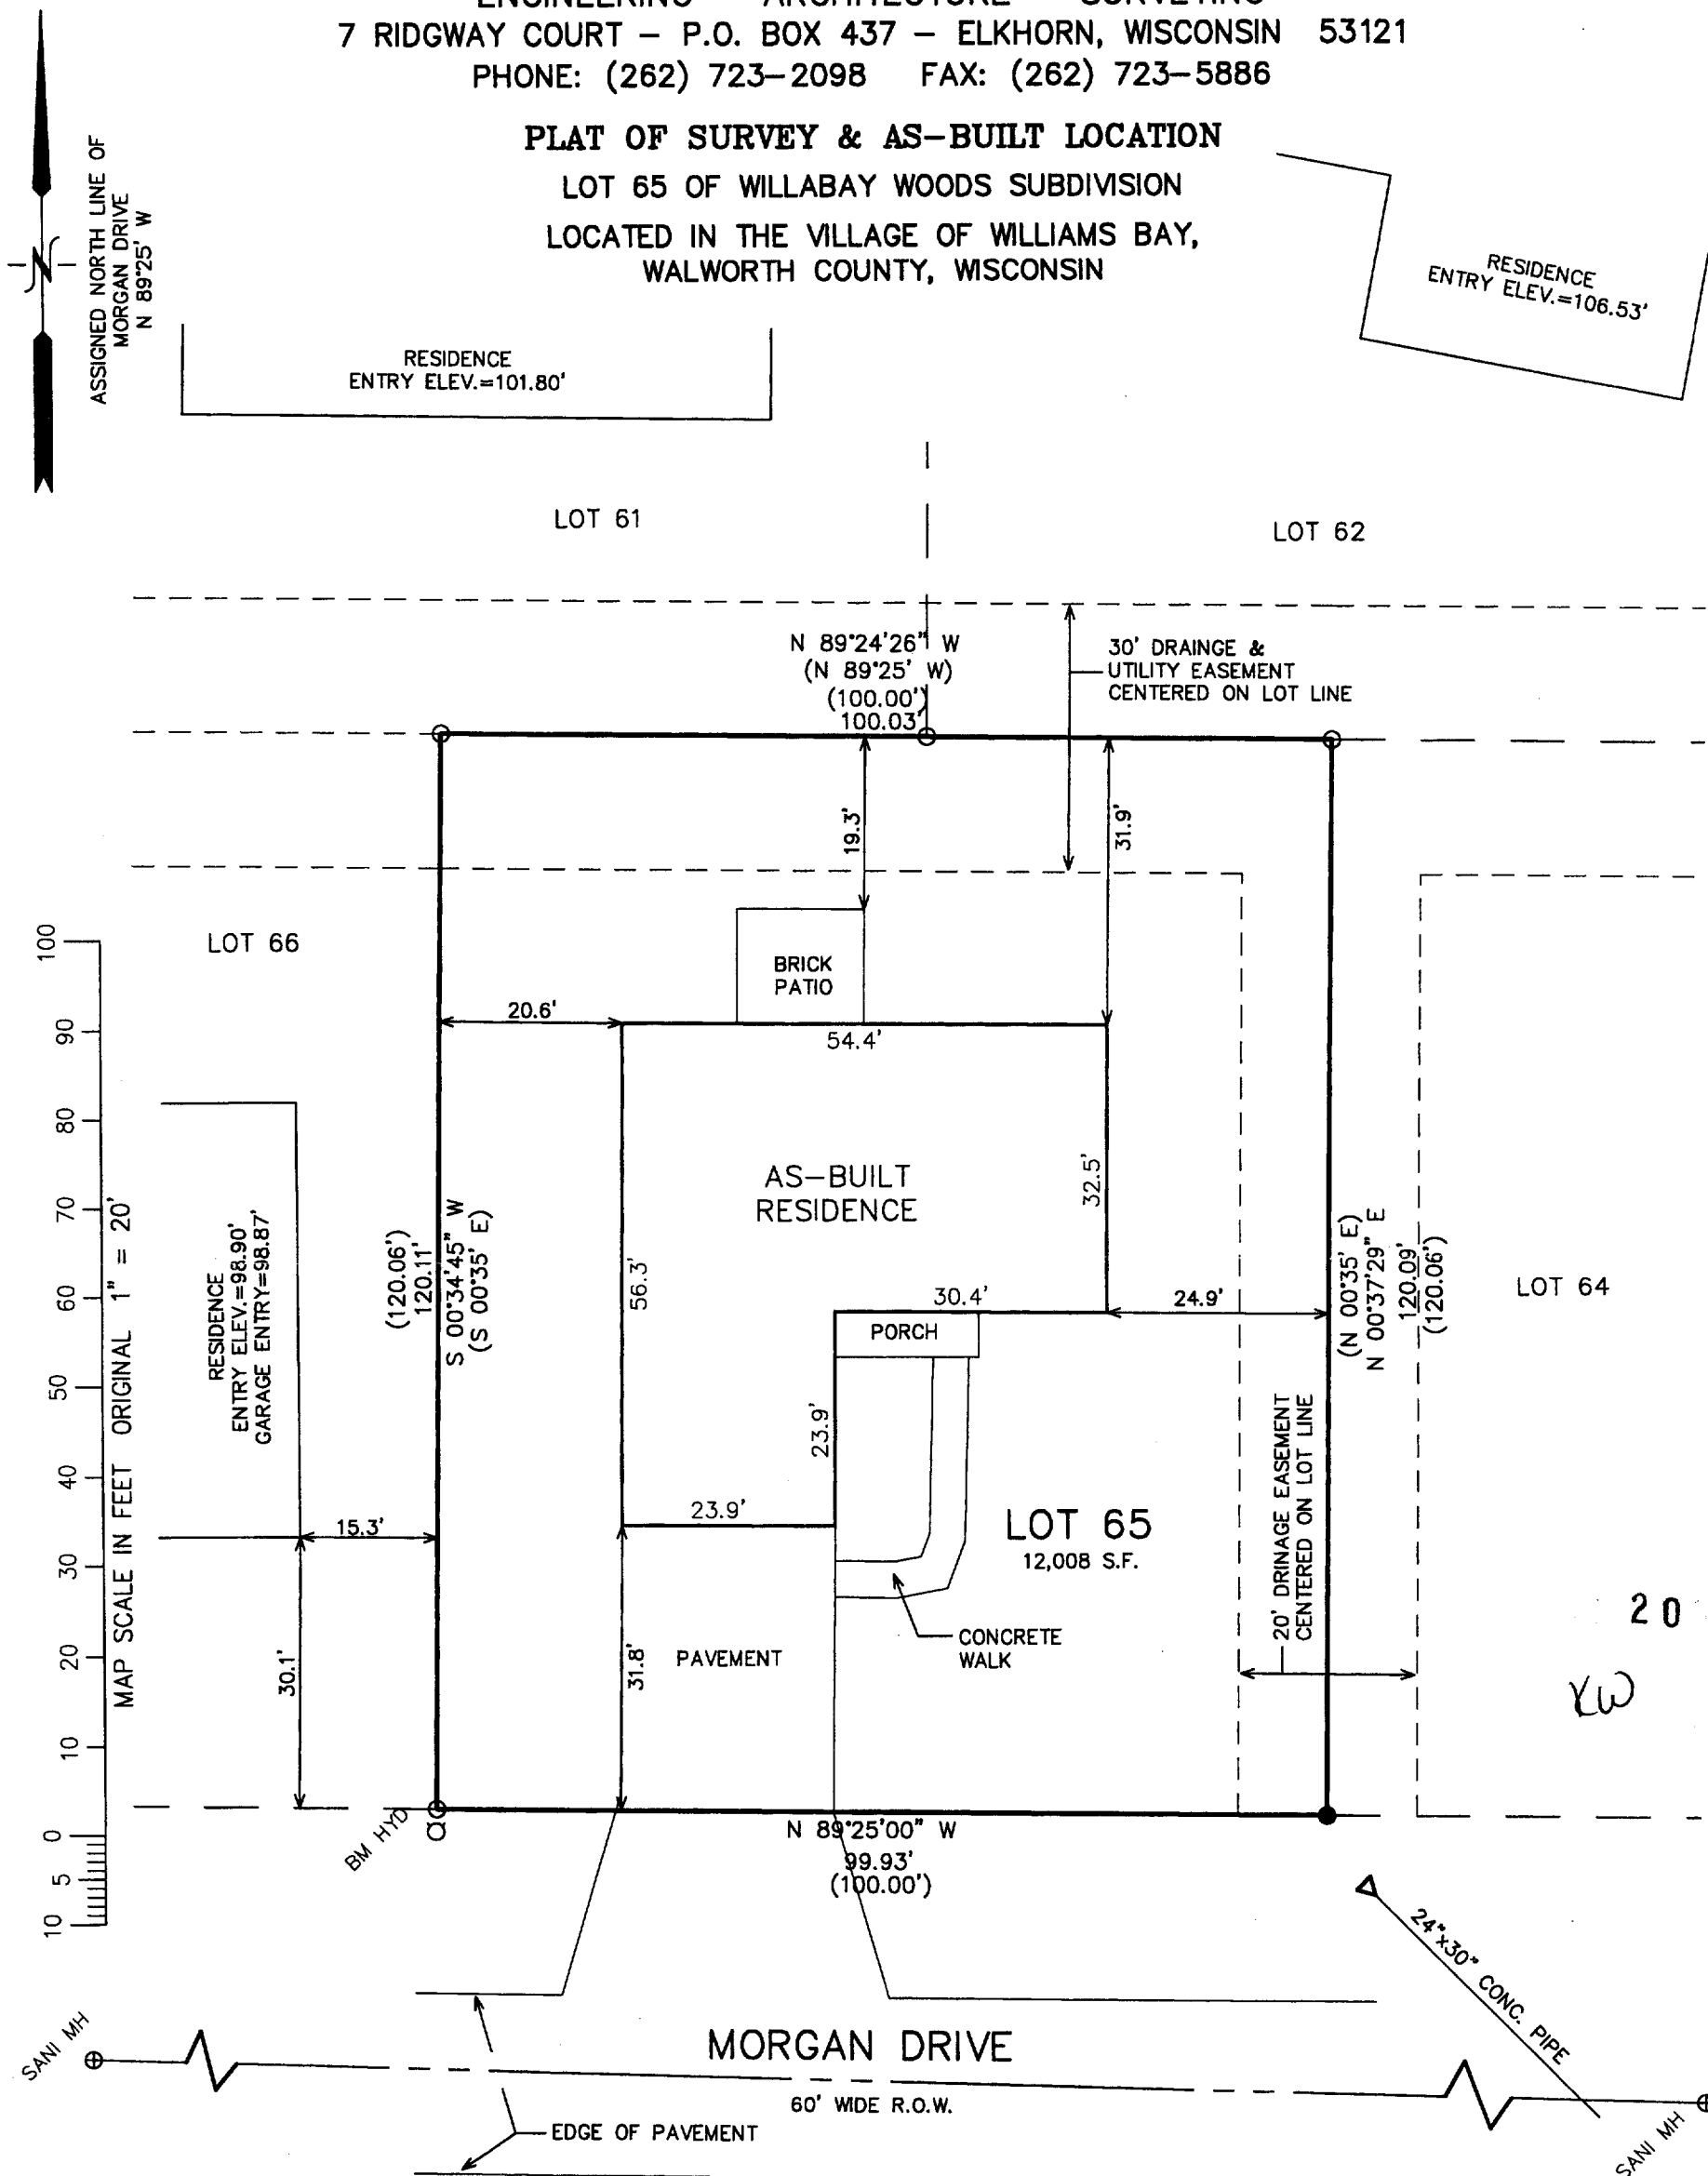 ENGINEERING ARCHITECTURE SURVEYING
7 RIDGWAY COURT – P.O. BOX 437 – ELKHORN, WISCONSIN 53121
PHONE: (262) 723–2098 FAX: (262) 723–5886
PLAT OF SURVEY & AS–BUILT LOCATION
LOT 65 OF WILLABAY WOODS SUBDIVISION
LOCATED IN THE VILLAGE OF WILLIAMS BAY,
WALWORTH COUNTY, WISCONSIN
N
ASSIGNED NORTH LINE OF
MORGAN DRIVE
N 89°25' W
RESIDENCE
ENTRY ELEV.=101.80'
RESIDENCE
ENTRY ELEV.=106.53'
LOT 61
LOT 62
N 89°24'26" W
(N 89°25' W)
(100.00')
100.03'
30' DRAINGE &
UTILITY EASEMENT
CENTERED ON LOT LINE
19.3'
31.9'
LOT 66
BRICK
PATIO
20.6'
54.4'
AS–BUILT
RESIDENCE
32.5'
56.3'
30.4'
24.9'
PORCH
23.9'
23.9'
(120.06')
120.11'
S 00°34'45" W
(S 00°35' E)
(N 00°35' E)
N 00°37'29" E
120.09'
(120.06')
LOT 64
RESIDENCE
ENTRY ELEV.=98.90'
GARAGE ENTRY=98.87'
15.3'
30.1'
31.8'
LOT 65
12,008 S.F.
20' DRINAGE EASEMENT
CENTERED ON LOT LINE
PAVEMENT
CONCRETE
WALK
20
KW
100
90
80
70
60
50
40
30
20
10
0
5
10
MAP SCALE IN FEET ORIGINAL 1" = 20'
BM HYD
N 89°25'00" W
99.93'
(100.00')
24"x30" CONC. PIPE
SANI MH
MORGAN DRIVE
60' WIDE R.O.W.
EDGE OF PAVEMENT
SANI MH